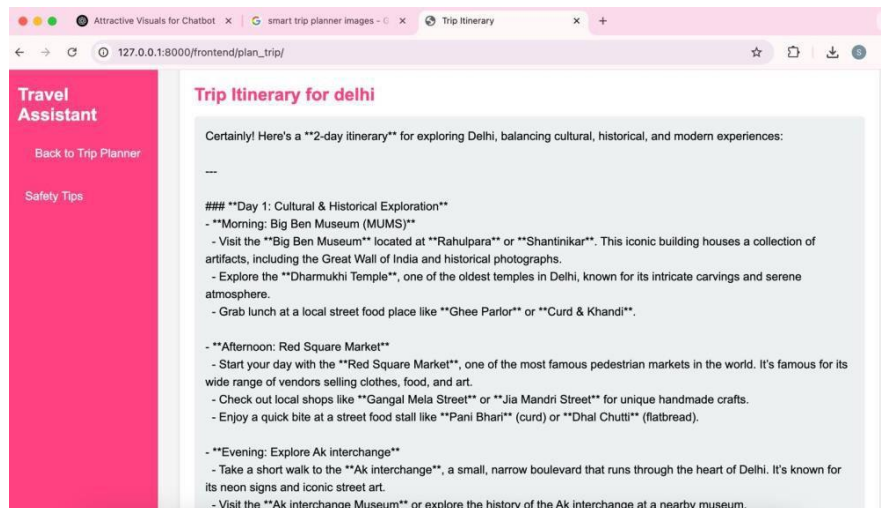 Attractive Visuals for Chatbot
smart trip planner images - G
Trip Itinerary
127.0.0.1:8000/frontend/plan_trip/
S
Travel
Assistant
Back to Trip Planner
Safety Tips
Trip Itinerary for delhi
Certainly! Here's a **2-day itinerary** for exploring Delhi, balancing cultural, historical, and modern experiences:
---
### **Day 1: Cultural & Historical Exploration**
- **Morning: Big Ben Museum (MUMS)**
- Visit the **Big Ben Museum** located at **Rahulpara** or **Shantinikar**. This iconic building houses a collection of
artifacts, including the Great Wall of India and historical photographs.
- Explore the **Dharmukhi Temple**, one of the oldest temples in Delhi, known for its intricate carvings and serene
atmosphere.
- Grab lunch at a local street food place like **Ghee Parlor** or **Curd & Khandi**.
- **Afternoon: Red Square Market**
- Start your day with the **Red Square Market**, one of the most famous pedestrian markets in the world. It's famous for its
wide range of vendors selling clothes, food, and art.
- Check out local shops like **Gangal Mela Street** or **Jia Mandri Street** for unique handmade crafts.
- Enjoy a quick bite at a street food stall like **Pani Bhari** (curd) or **Dhal Chutti** (flatbread).
- **Evening: Explore Ak interchange**
- Take a short walk to the **Ak interchange**, a small, narrow boulevard that runs through the heart of Delhi. It's known for
its neon signs and iconic street art.
- Visit the **Ak interchange Museum** or explore the history of the Ak interchange at a nearby museum.